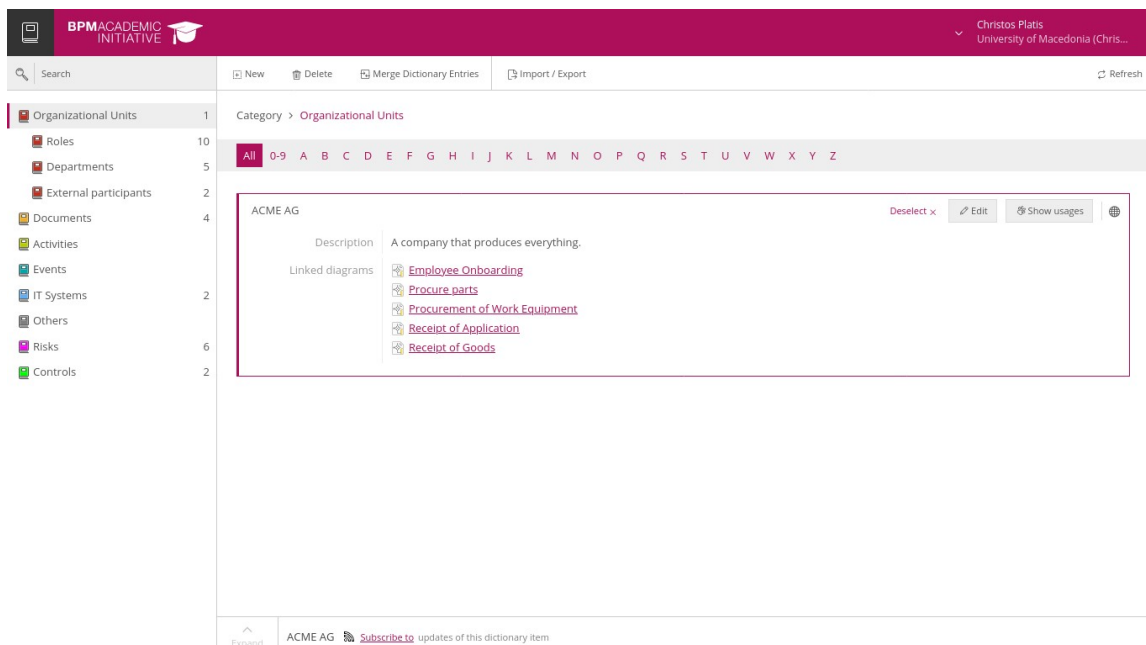 BPMACADEMIC
INITIATIVE
Christos Platis
University of Macedonia (Chris...
Search
New Delete Merge Dictionary Entries Import / Export Refresh
Organizational Units 1
Roles 10
Departments 5
External participants 2
Documents 4
Activities
Events
IT Systems 2
Others
Risks 6
Controls 2
Category > Organizational Units
All 0-9 A B C D E F G H I J K L M N O P Q R S T U V W X Y Z
ACME AG Deselect × Edit Show usages
Description A company that produces everything.
Linked diagrams Employee Onboarding
Procure parts
Procurement of Work Equipment
Receipt of Application
Receipt of Goods
Expand ACME AG Subscribe to updates of this dictionary item